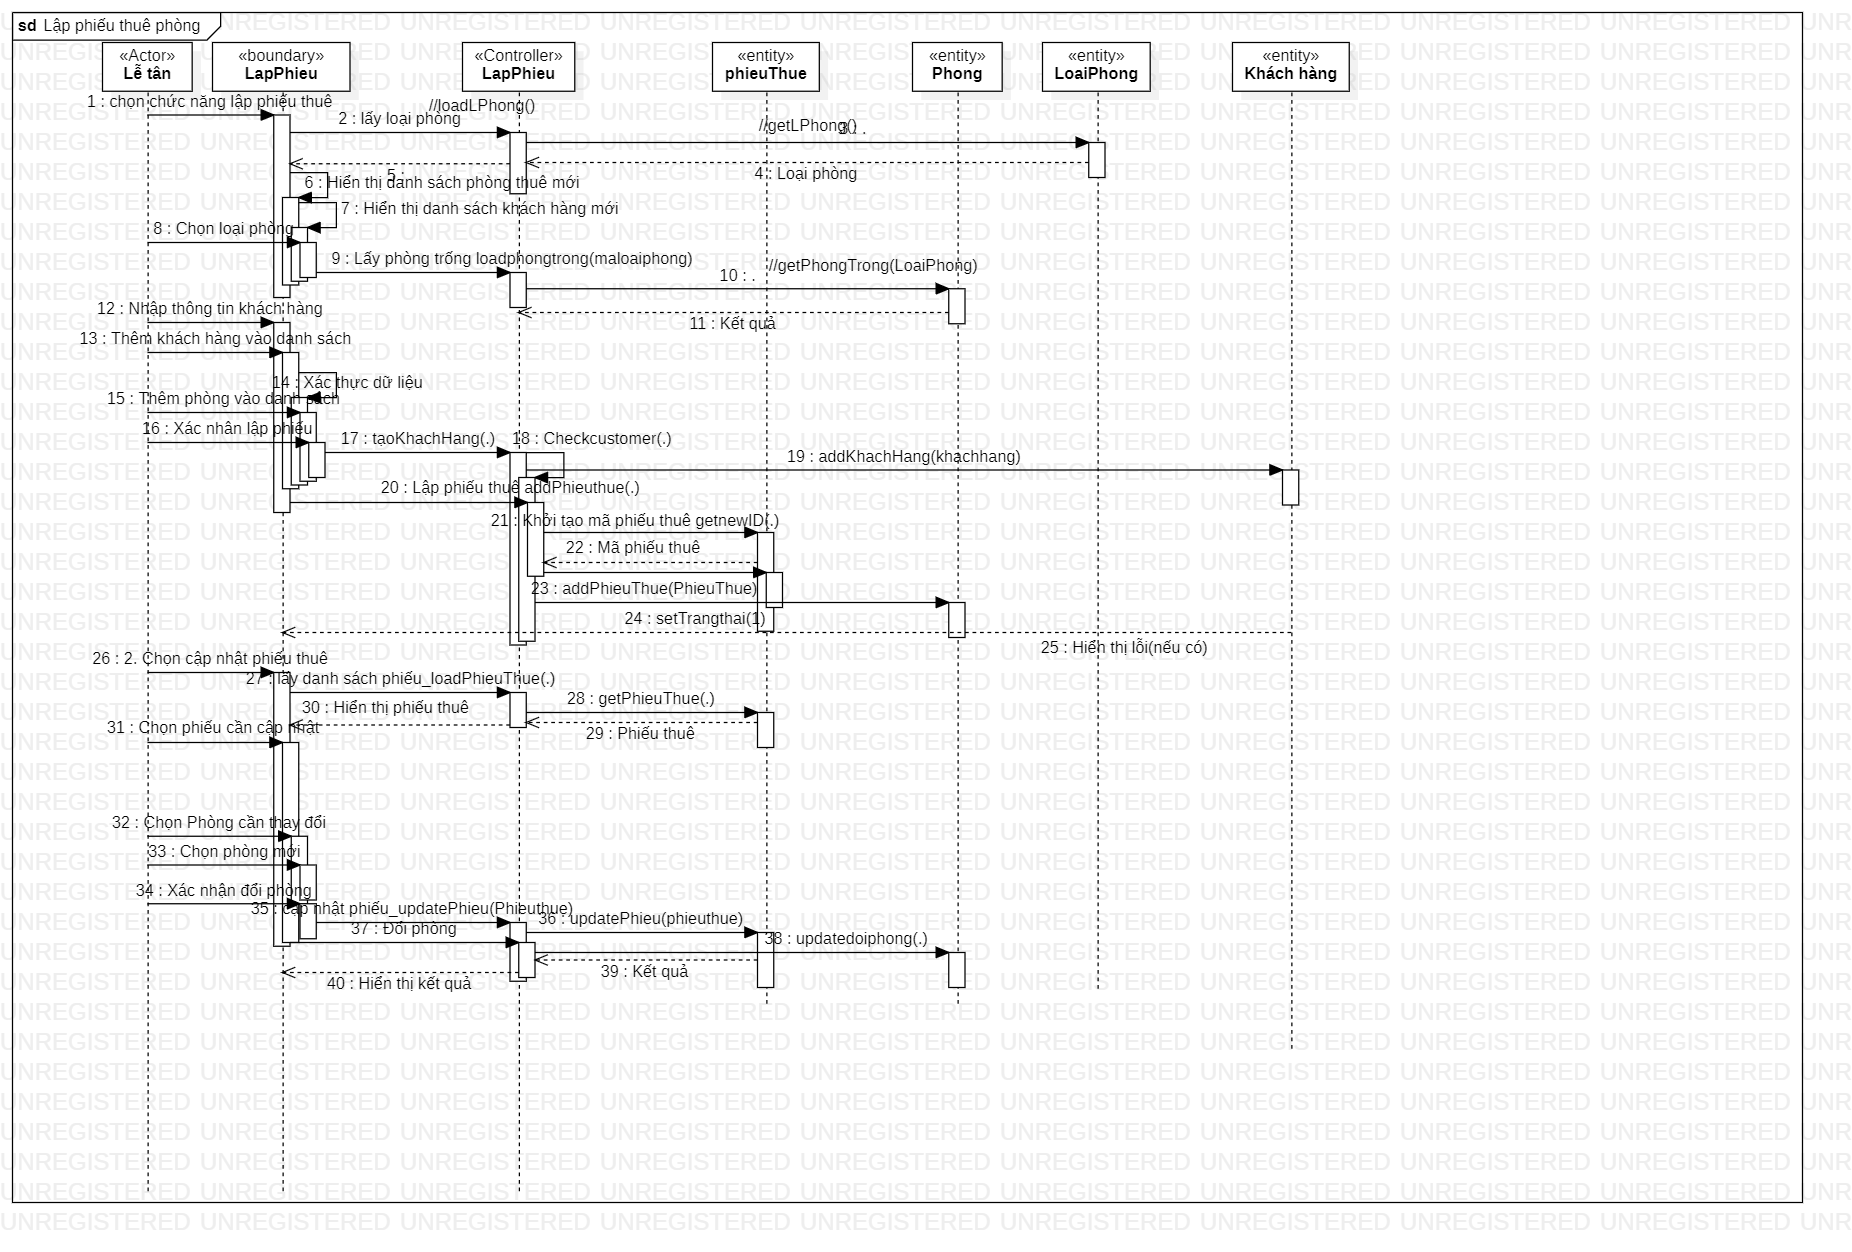 sd Lập phiếu thuê phòng
«Actor»
Lễ tân
«boundary»
LapPhieu
«Controller»
LapPhieu
«entity»
phieuThue
«entity»
Phong
«entity»
LoaiPhong
«entity»
Khách hàng
1 : chọn chức năng lập phiếu thuê
//loadLPhong()
2 : lấy loại phòng
//getLPhong()
3 : .
4 : Loại phòng
5 :
6 : Hiển thị danh sách phòng thuê mới
7 : Hiển thị danh sách khách hàng mới
8 : Chọn loại phòng
9 : Lấy phòng trống loadphongtrong(maloaiphong)
//getPhongTrong(LoaiPhong)
10 : .
11 : Kết quả
12 : Nhập thông tin khách hàng
13 : Thêm khách hàng vào danh sách
14 : Xác thực dữ liệu
15 : Thêm phòng vào danh sách
16 : Xác nhân lập phiếu
17 : tạoKhachHang(.)
18 : Checkcustomer(.)
19 : addKhachHang(khachhang)
20 : Lập phiếu thuê addPhieuthue(.)
21 : Khởi tạo mã phiếu thuê getnewID(.)
22 : Mã phiếu thuê
23 : addPhieuThue(PhieuThue)
24 : setTrangthai(1)
25 : Hiển thị lỗi(nếu có)
26 : 2. Chọn cập nhật phiếu thuê
27 : lấy danh sách phiếu_loadPhieuThue(.)
28 : getPhieuThue(.)
30 : Hiển thị phiếu thuê
29 : Phiếu thuê
31 : Chọn phiếu cần cập nhật
32 : Chọn Phòng cần thay đổi
33 : Chọn phòng mới
34 : Xác nhận đổi phòng
35 : cập nhật phiếu_updatePhieu(Phieuthue)
36 : updatePhieu(phieuthue)
37 : Đổi phòng
38 : updatedoiphong(.)
39 : Kết quả
40 : Hiển thị kết quả